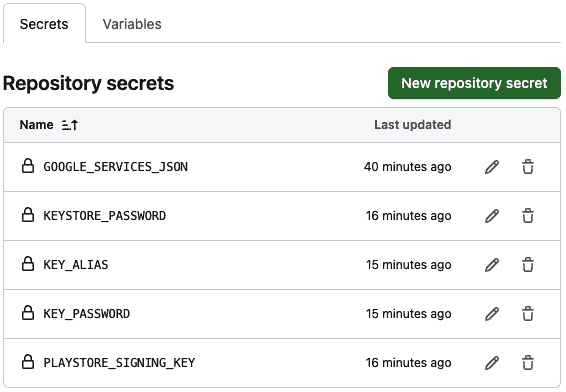 Secrets Variables
Repository secrets New repository secret
Name Last updated
GOOGLE_SERVICES_JSON 40 minutes ago
KEYSTORE_PASSWORD 16 minutes ago
KEY_ALIAS 15 minutes ago
KEY_PASSWORD 15 minutes ago
PLAYSTORE_SIGNING_KEY 16 minutes ago